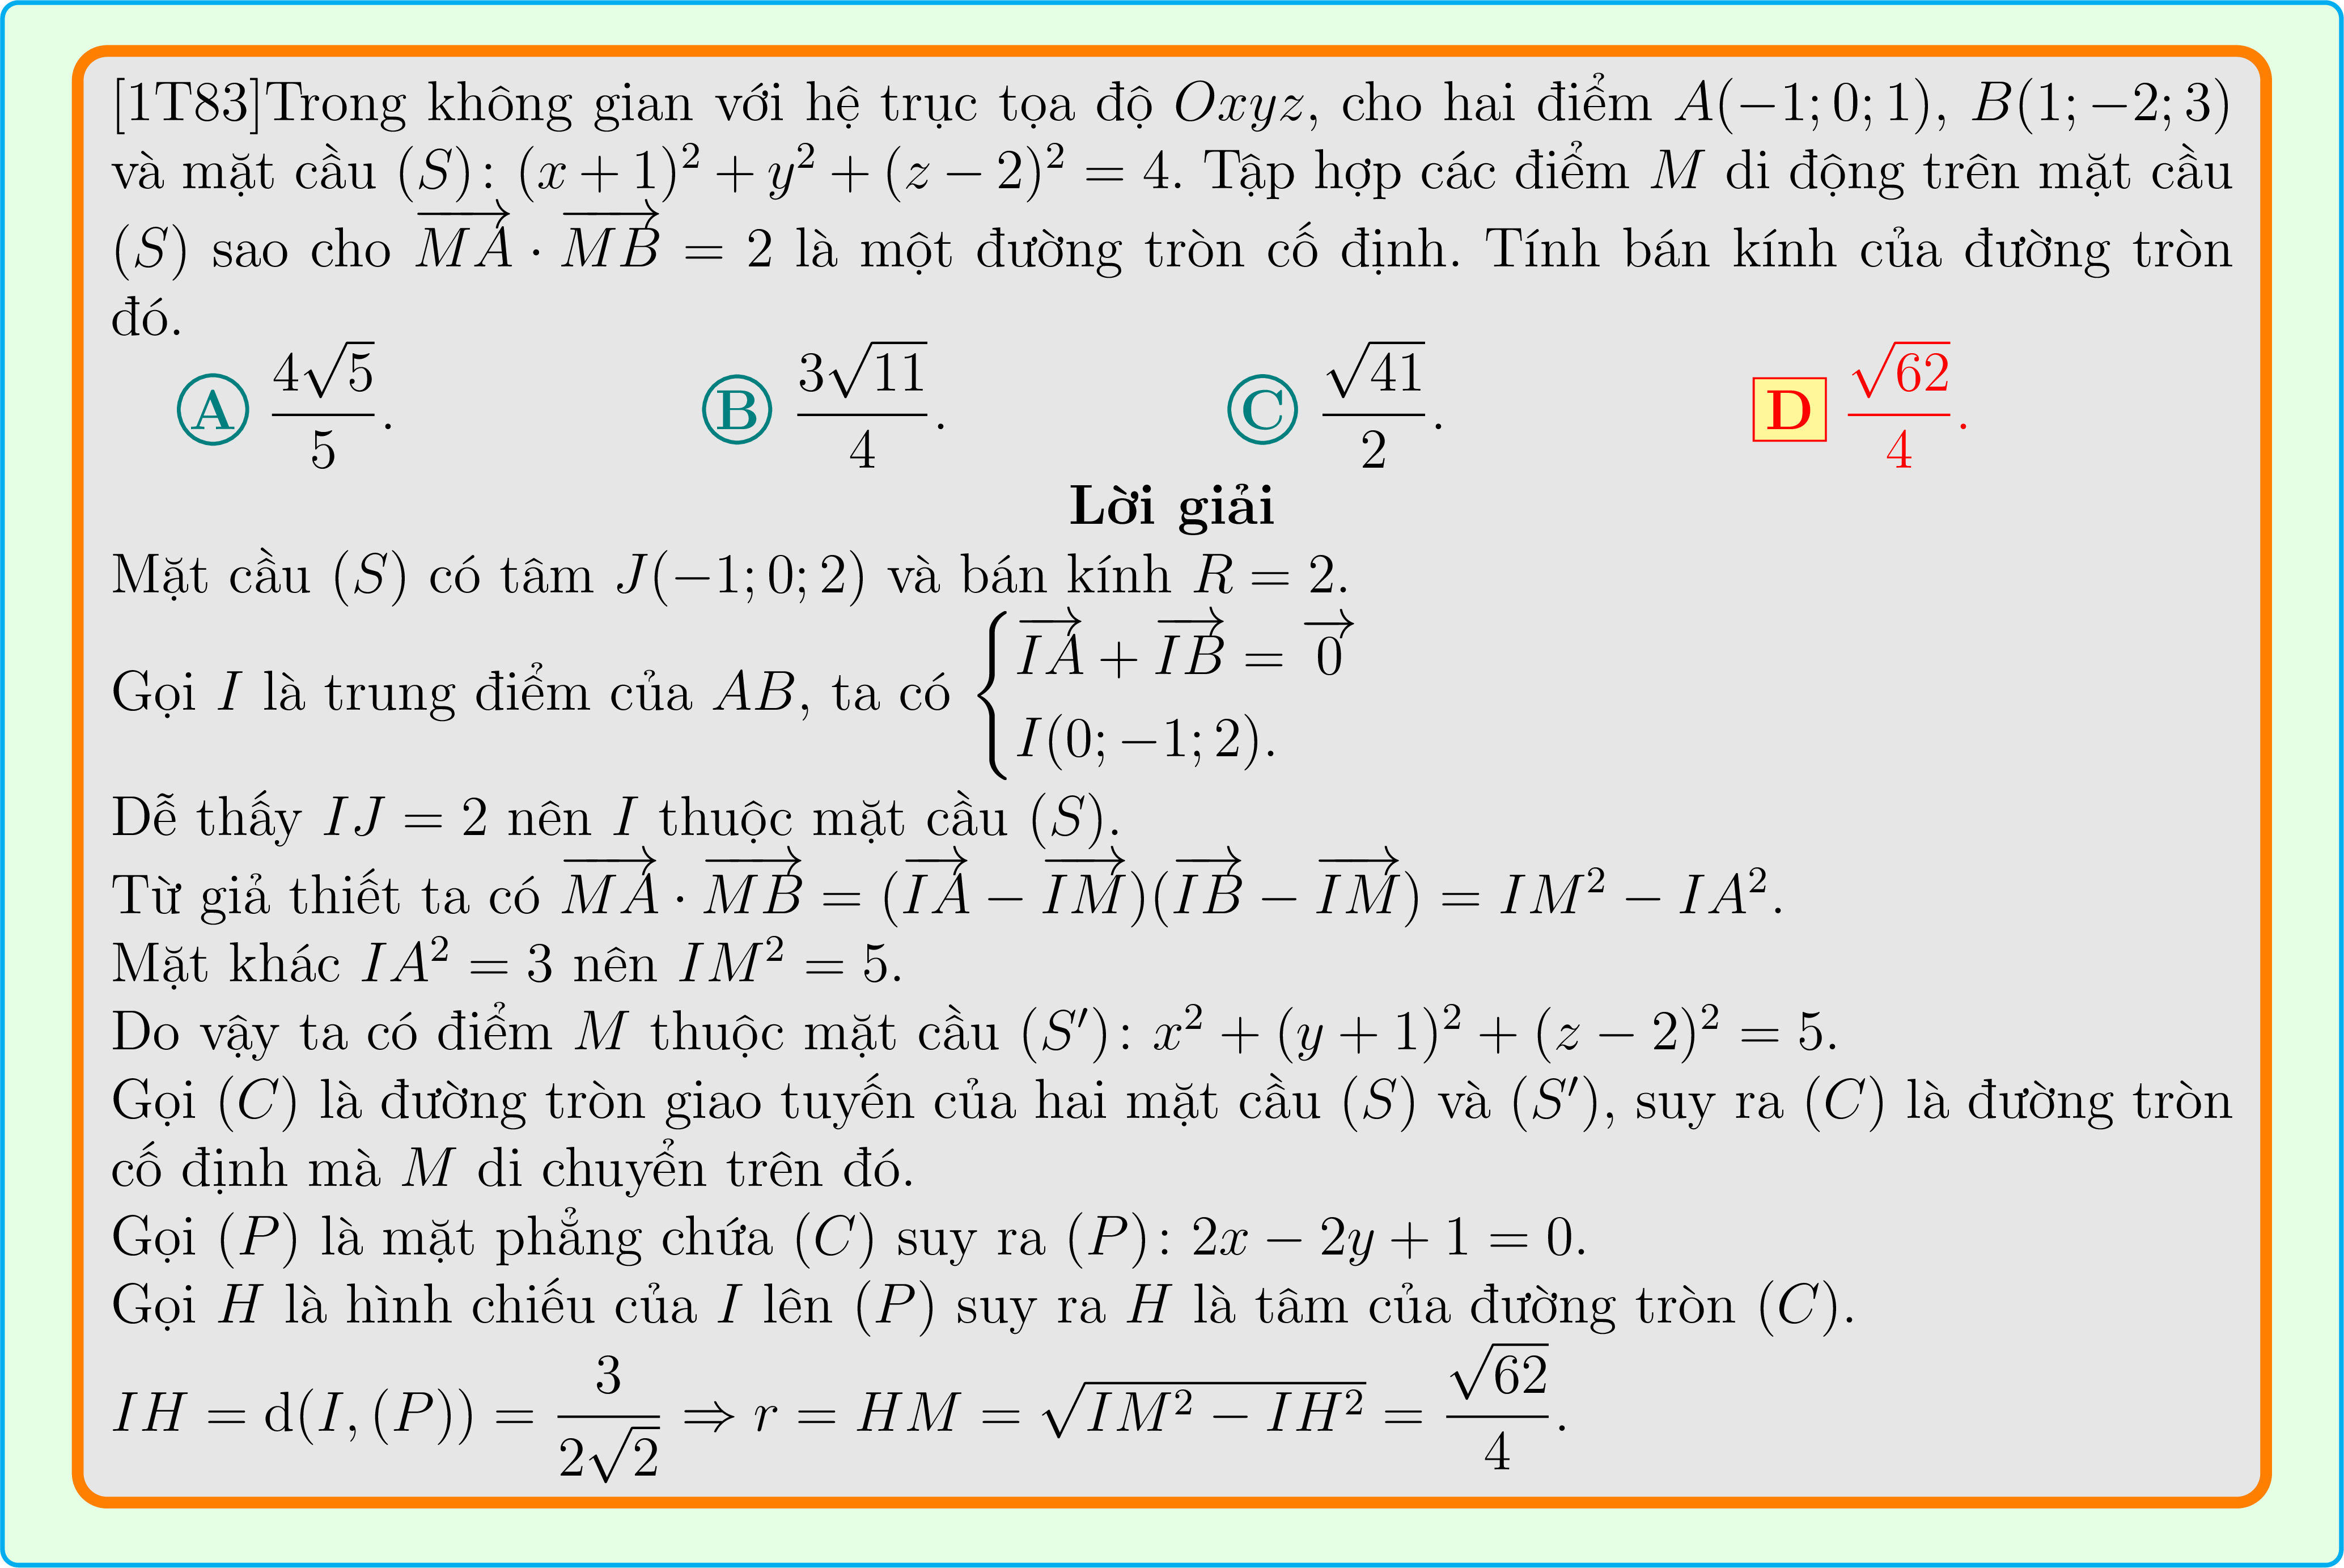 [1T83]Trong không gian với hệ trục tọa độ $Oxyz$, cho hai điểm $A(-1; 0; 1)$, $B(1; -2; 3)$
và mặt cầu $(S)\colon (x + 1)^2 + y^2 + (z - 2)^2 = 4$. Tập hợp các điểm $M$ di động trên mặt cầu
$(S)$ sao cho $\overrightarrow{MA} \cdot \overrightarrow{MB} = 2$ là một đường tròn cố định. Tính bán kính của đường tròn
đó.
A $\dfrac{4\sqrt{5}}{5}$. B $\dfrac{3\sqrt{11}}{4}$. C $\dfrac{\sqrt{41}}{2}$. D $\dfrac{\sqrt{62}}{4}$.
Lời giải
Mặt cầu $(S)$ có tâm $J(-1; 0; 2)$ và bán kính $R = 2$.
Gọi $I$ là trung điểm của $AB$, ta có $\begin{cases} \overrightarrow{IA} + \overrightarrow{IB} = \overrightarrow{0} \\ I(0; -1; 2). \end{cases}$
Dễ thấy $IJ = 2$ nên $I$ thuộc mặt cầu $(S)$.
Từ giả thiết ta có $\overrightarrow{MA} \cdot \overrightarrow{MB} = (\overrightarrow{IA} - \overrightarrow{IM})(\overrightarrow{IB} - \overrightarrow{IM}) = IM^2 - IA^2$.
Mặt khác $IA^2 = 3$ nên $IM^2 = 5$.
Do vậy ta có điểm $M$ thuộc mặt cầu $(S')\colon x^2 + (y + 1)^2 + (z - 2)^2 = 5$.
Gọi $(C)$ là đường tròn giao tuyến của hai mặt cầu $(S)$ và $(S')$, suy ra $(C)$ là đường tròn
cố định mà $M$ di chuyển trên đó.
Gọi $(P)$ là mặt phẳng chứa $(C)$ suy ra $(P)\colon 2x - 2y + 1 = 0$.
Gọi $H$ là hình chiếu của $I$ lên $(P)$ suy ra $H$ là tâm của đường tròn $(C)$.
$IH = \mathrm{d}(I, (P)) = \dfrac{3}{2\sqrt{2}} \Rightarrow r = HM = \sqrt{IM^2 - IH^2} = \dfrac{\sqrt{62}}{4}$.